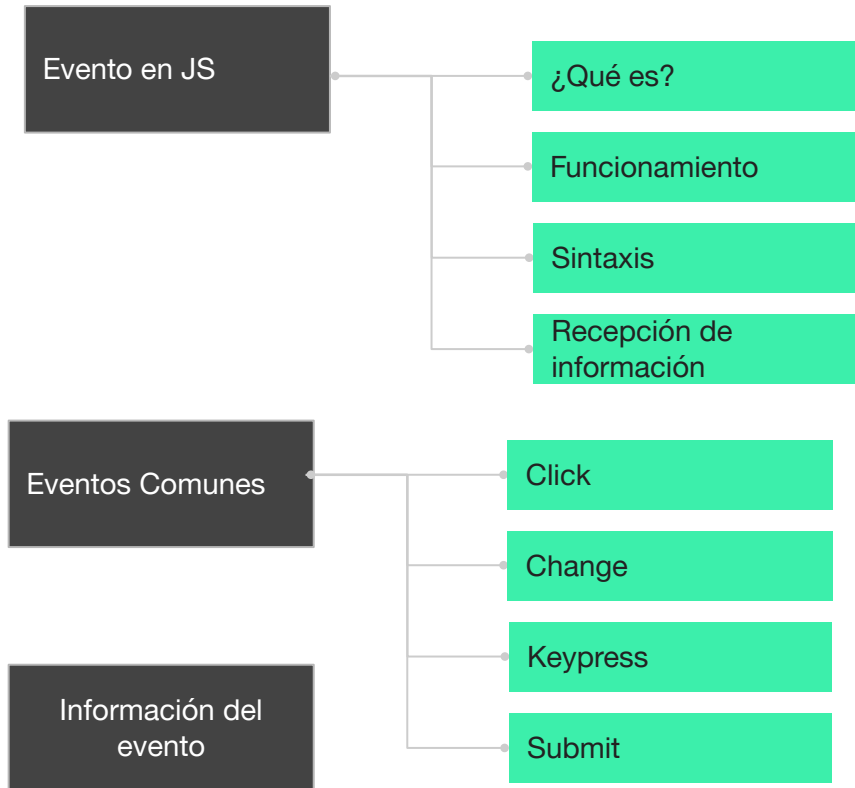 Evento en JS
¿Qué es?
Funcionamiento
Sintaxis
Recepción de
información
Eventos Comunes
Click
Change
Keypress
Submit
Información del
evento